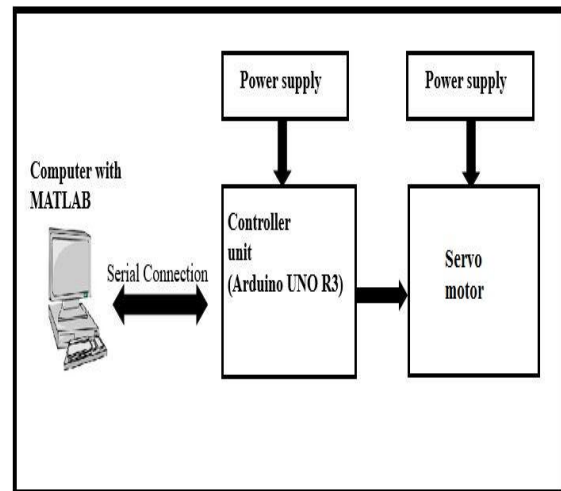 Power supply
Power supply
Computer with
MATLAB
Serial Connection
Controller
unit
(Arduino UNO R3)
Servo
motor